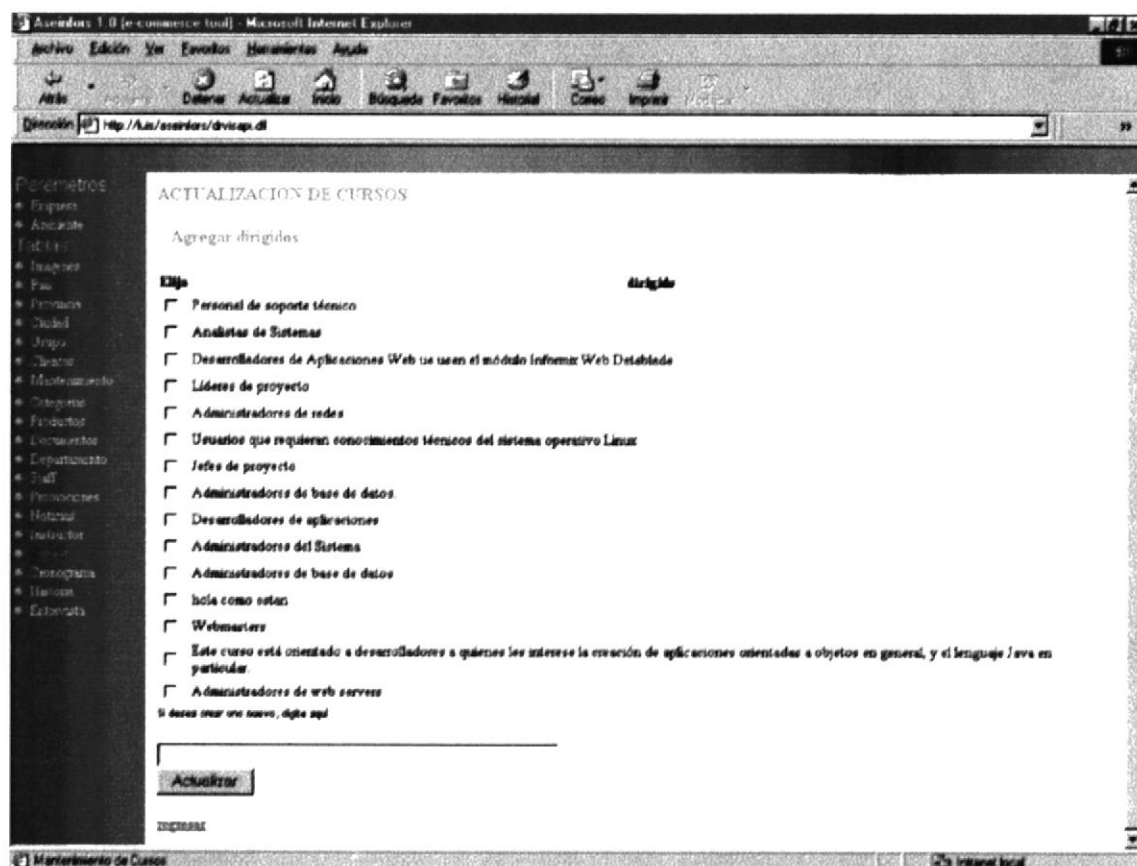 Aseinfors 1.0 (e-commerce tool) - Microsoft Internet Explorer
Archivo Edición Ver Favoritos Herramientas Ayuda
Atrás Detener Actualizar Inicio Búsqueda Favoritos Historial Correo Imprimir
Dirección http://luis/aseinfors/drvisapi.dll
Parametros
Empresa
Ambiente
Tablas
Imagenes
Pais
Provincia
Ciudad
Grupo
Clientes
Mantenimiento
Categorias
Productos
Documentos
Departamento
Staff
Promociones
Noticias
Instructor
Cronograma
Historia
Entrevista
ACTUALIZACION DE CURSOS
Agregar dirigidos
Elija dirigido
Personal de soporte técnico
Analistas de Sistemas
Desarrolladores de Aplicaciones Web ue usen el módulo Informix Web Datablade
Líderes de proyecto
Administradores de redes
Usuarios que requieran conocimientos técnicos del sistema operativo Linux
Jefes de proyecto
Administradores de base de datos.
Desarrolladores de aplicaciones
Administradores del Sistema
Administradores de base de datos
hola como estan
Webmasters
Este curso está orientado a desarrolladores a quienes les interese la creación de aplicaciones orientadas a objetos en general, y el lenguaje Java en
particular.
Administradores de web servers
Si desea crear uno nuevo, digite aquí
Actualizar
regresar
Mantenimiento de Cursos Intranet local